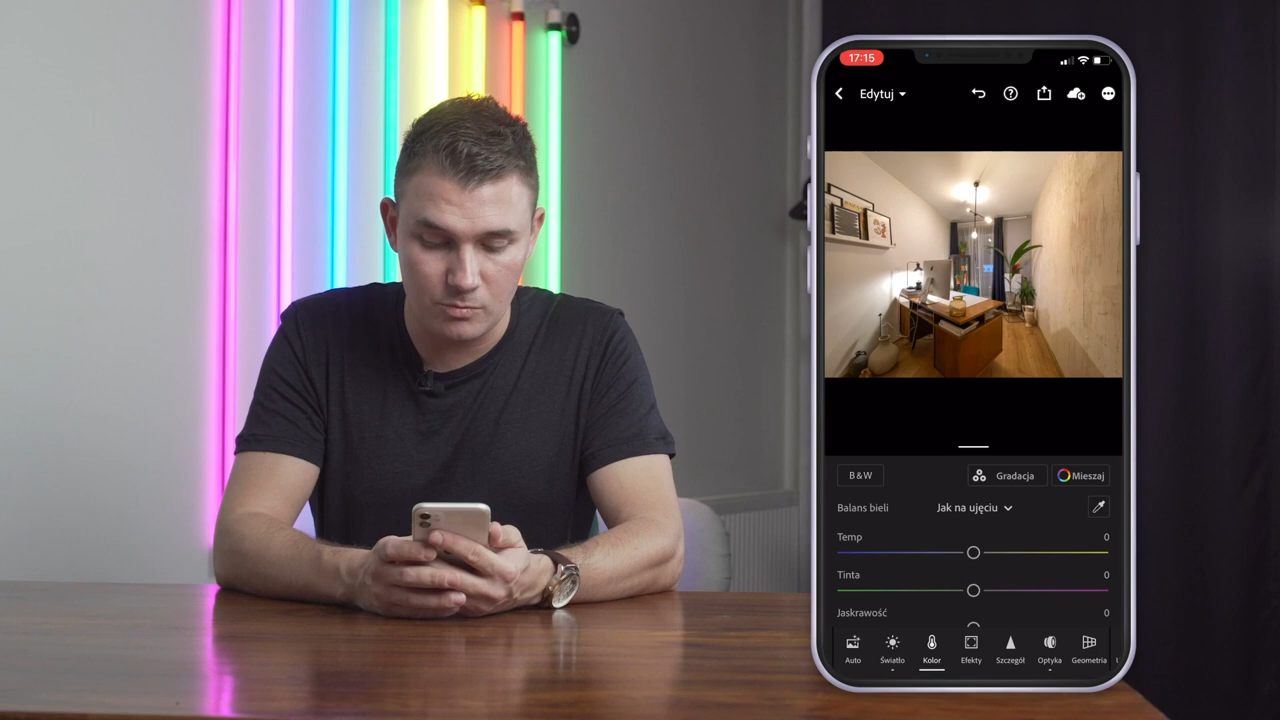 17:15
Edytuj
B&W
Gradacja
Mieszaj
Balans bieli
Jak na ujęciu
Temp
0
Tinta
0
Jaskrawość
0
Auto
Światło
Kolor
Efekty
Szczegół
Optyka
Geometria